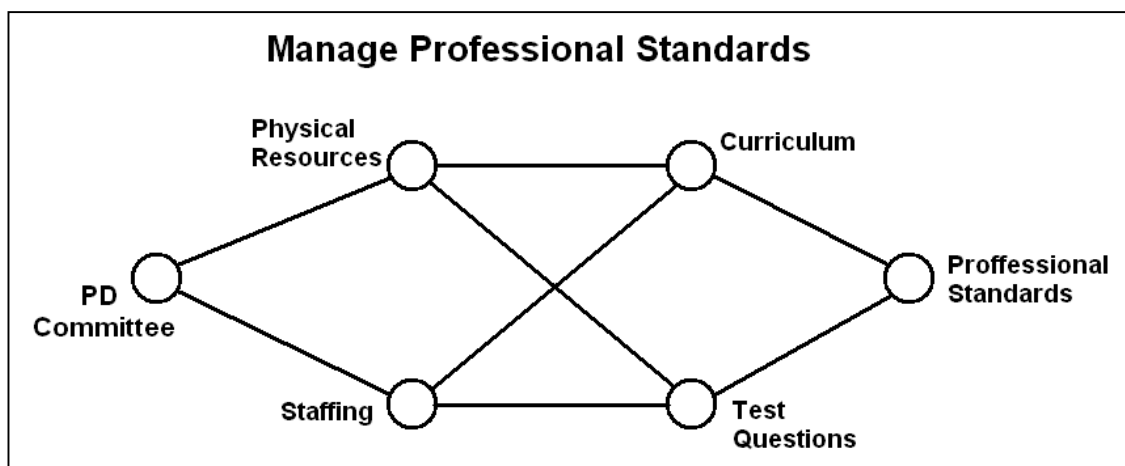 Manage Professional Standards
Physical
Resources
Curriculum
PD
Committee
Proffessional
Standards
Staffing
Test
Questions